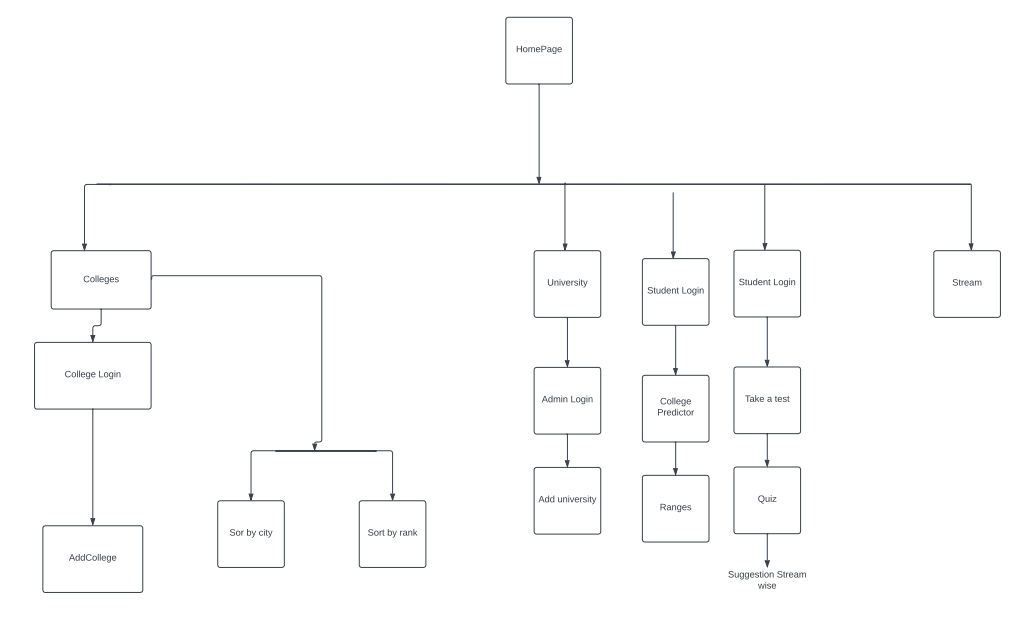 HomePage
Colleges
University
Student Login
Student Login
Stream
College Login
Admin Login
College
Predictor
Take a test
Sor by city
Sort by rank
Add university
Ranges
Quiz
AddCollege
Suggestion Stream
wise